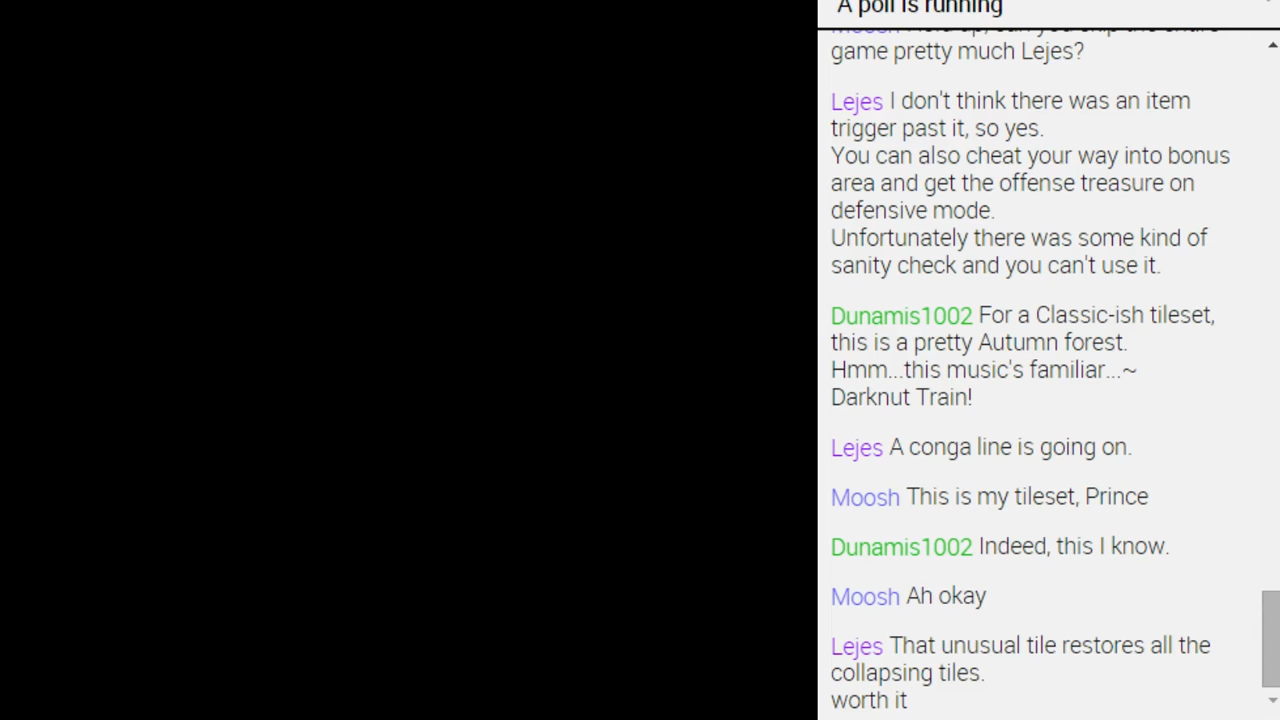 A poll is running
game pretty much Lejes?
Lejes I don't think there was an item
trigger past it, so yes.
You can also cheat your way into bonus
area and get the offense treasure on
defensive mode.
Unfortunately there was some kind of
sanity check and you can't use it.
Dunamis1002 For a Classic-ish tileset,
this is a pretty Autumn forest.
Hmm...this music's familiar...~
Darknut Train!
Lejes A conga line is going on.
Moosh This is my tileset, Prince
Dunamis1002 Indeed, this I know.
Moosh Ah okay
Lejes That unusual tile restores all the
collapsing tiles.
worth it